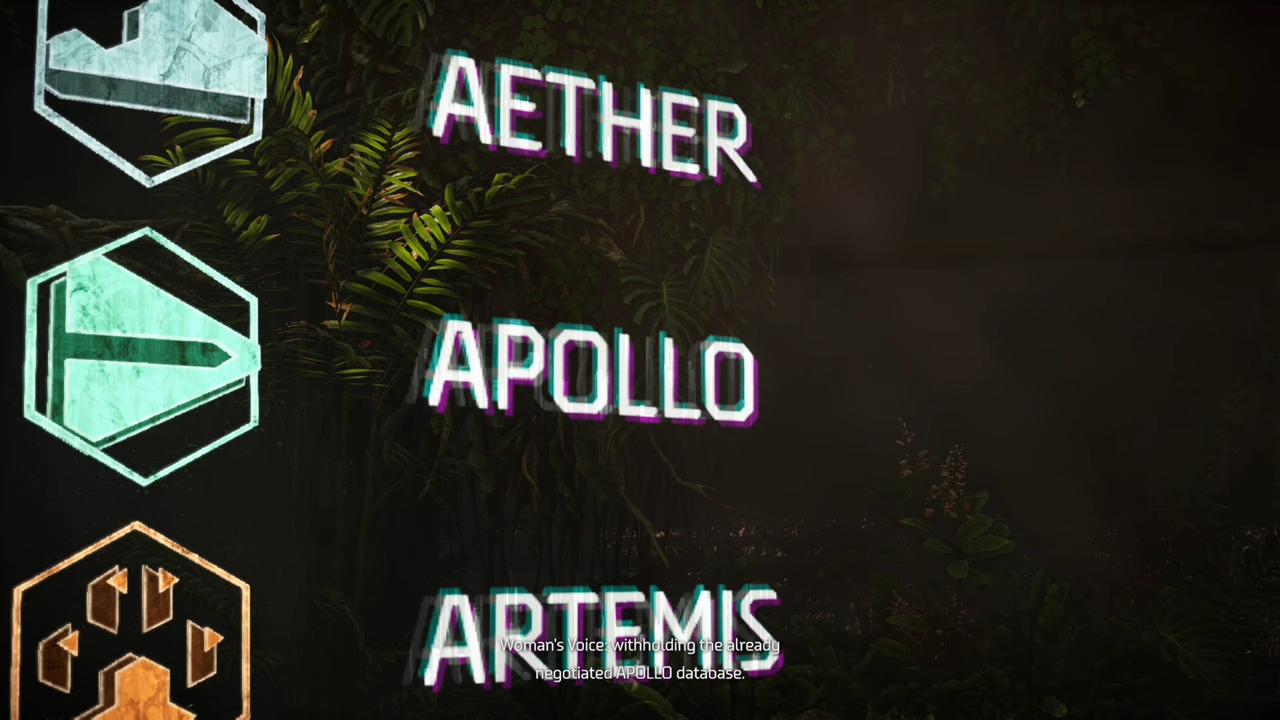 AETHER
APOLLO
ARTEMIS
Woman's Voice: withholding the already
negotiated APOLLO database.